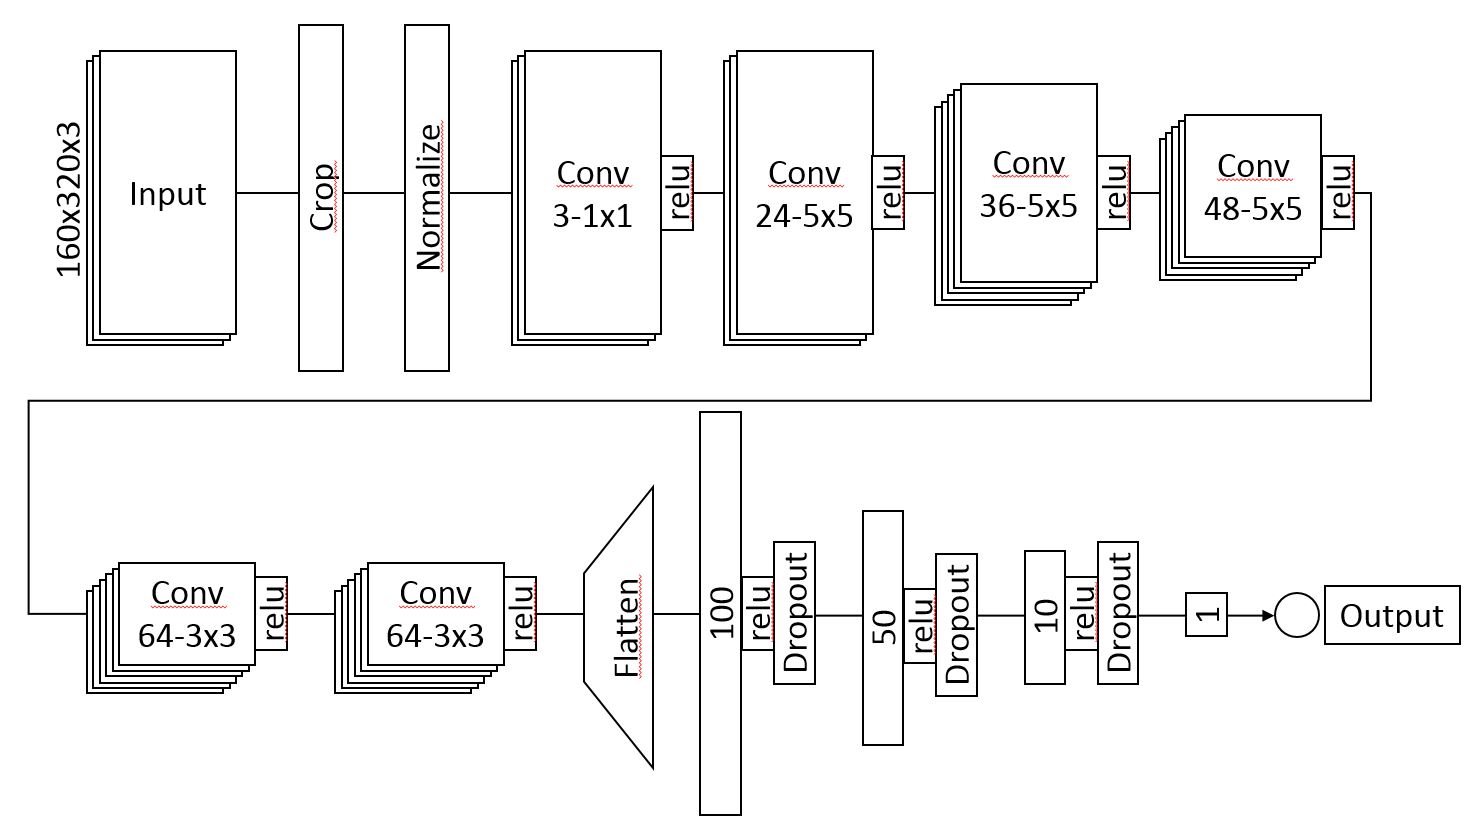 160x320x3
Input
Crop
Normalize
Conv
3-1x1
relu
Conv
24-5x5
relu
Conv
36-5x5
relu
Conv
48-5x5
relu
Conv
64-3x3
relu
Conv
64-3x3
relu
Flatten
100
relu
Dropout
50
relu
Dropout
10
relu
Dropout
1
Output